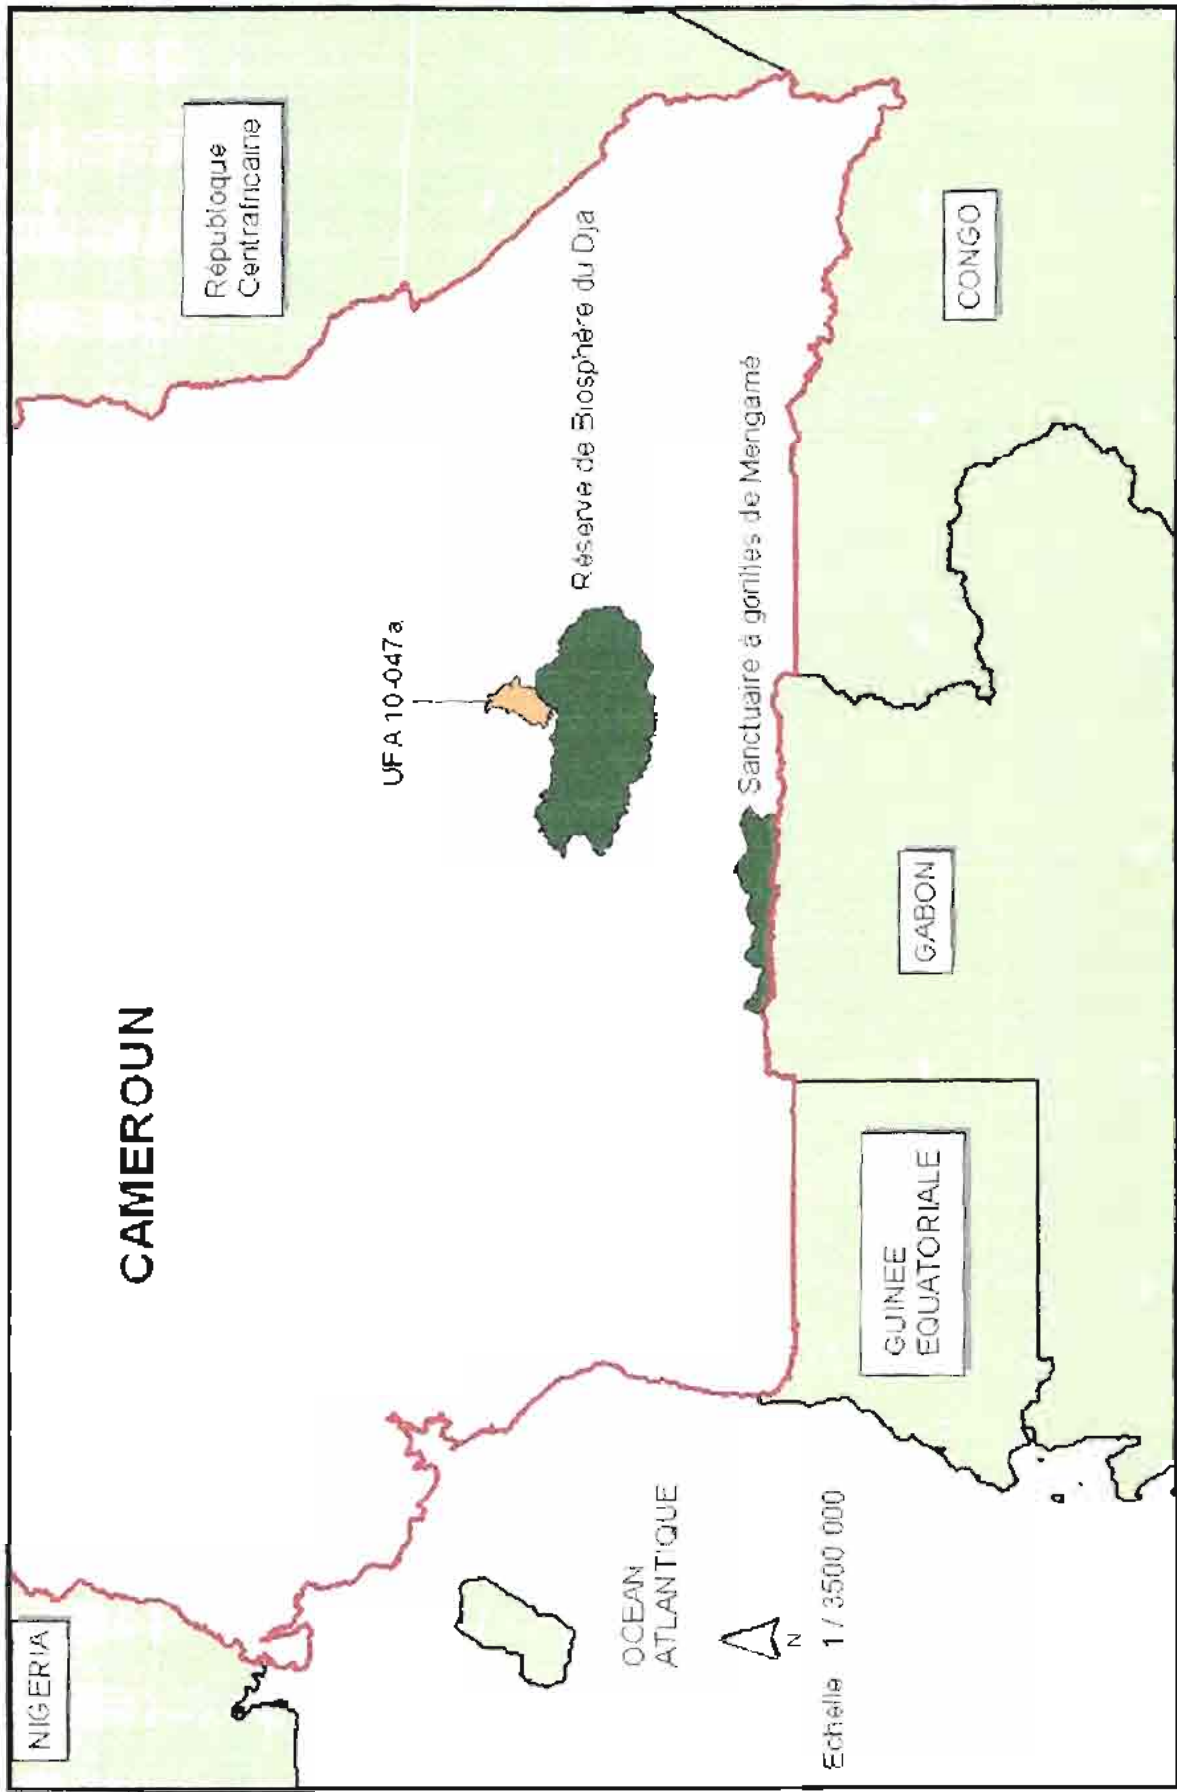 CAMEROUN
NIGERIA
République
Centrafricaine
UFA 10-047a
Réserve de Biosphère du Dja
Sanctuaire à gorilles de Mengamé
OCEAN
ATLANTIQUE
N
Echelle 1 / 3500 000
GUINEE
EQUATORIALE
GABON
CONGO